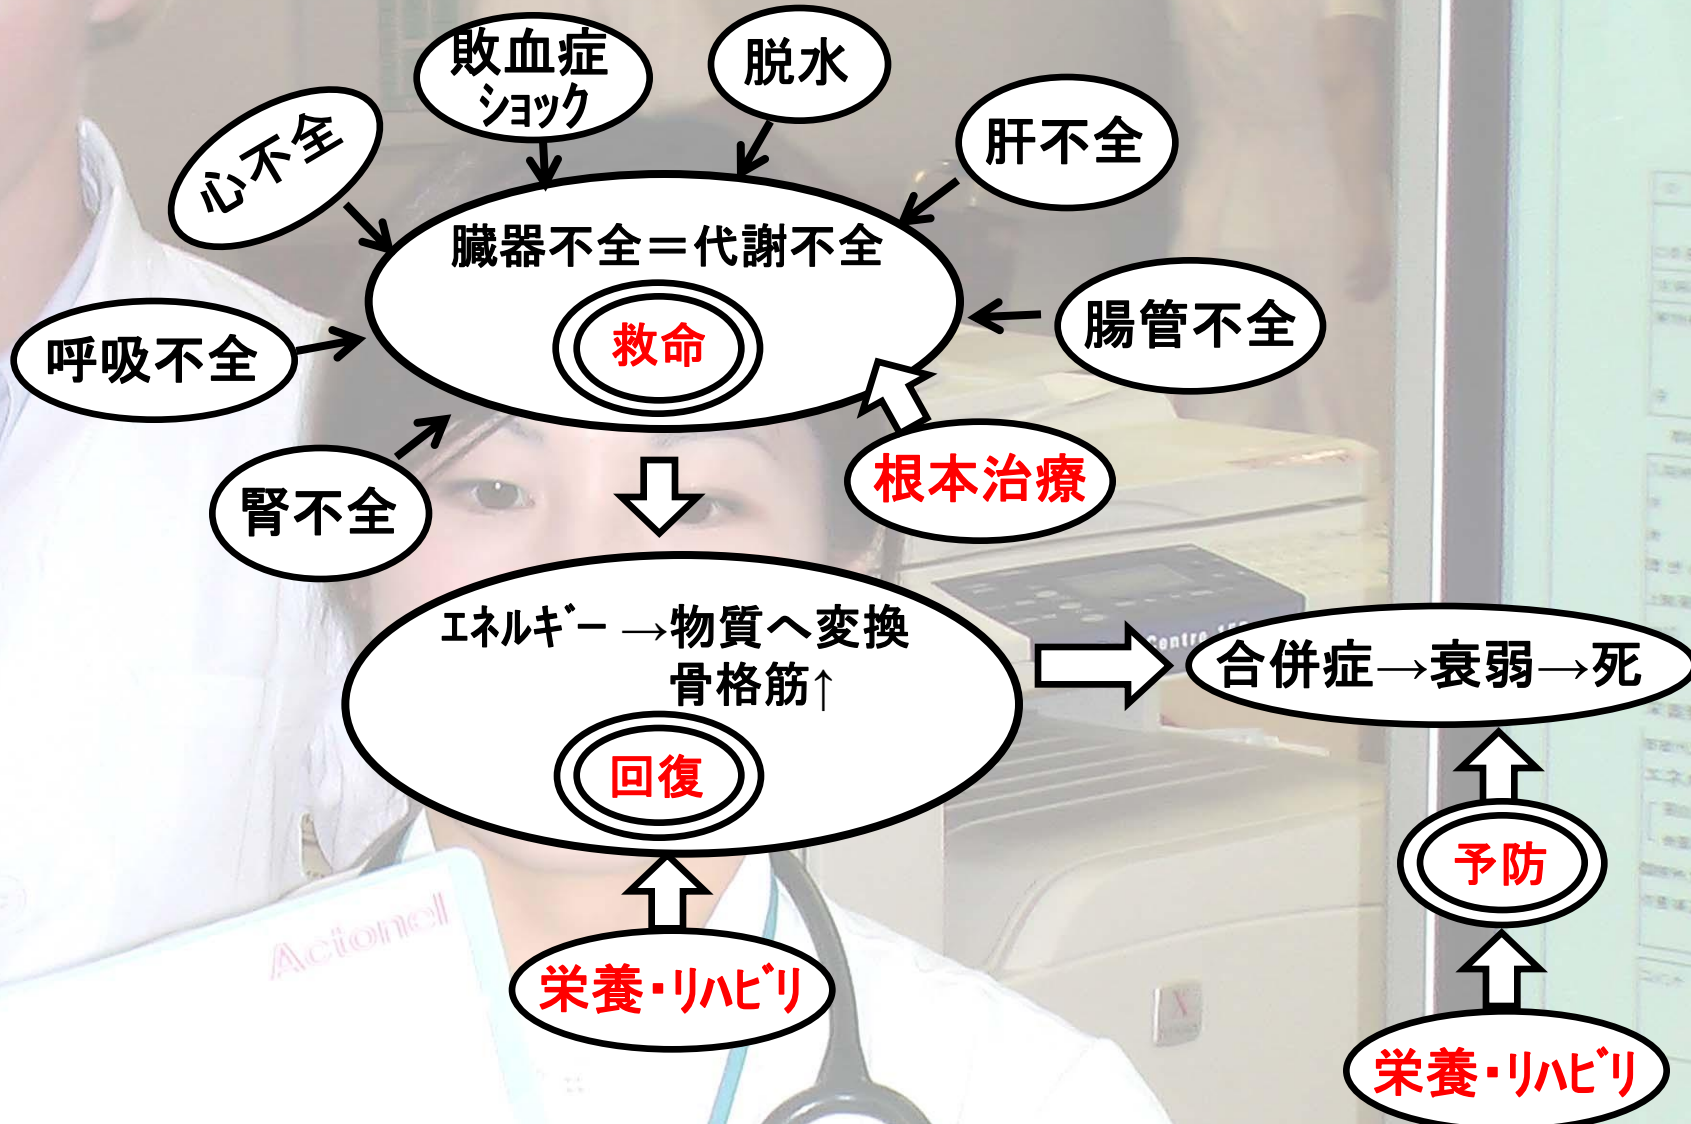 敗血症
ショック
脱水
心不全
肝不全
臓器不全＝代謝不全
救命
腸管不全
呼吸不全
根本治療
腎不全
エネルギー→物質へ変換
骨格筋↑
回復
合併症→衰弱→死
予防
栄養・リハビリ
栄養・リハビリ
Actonel